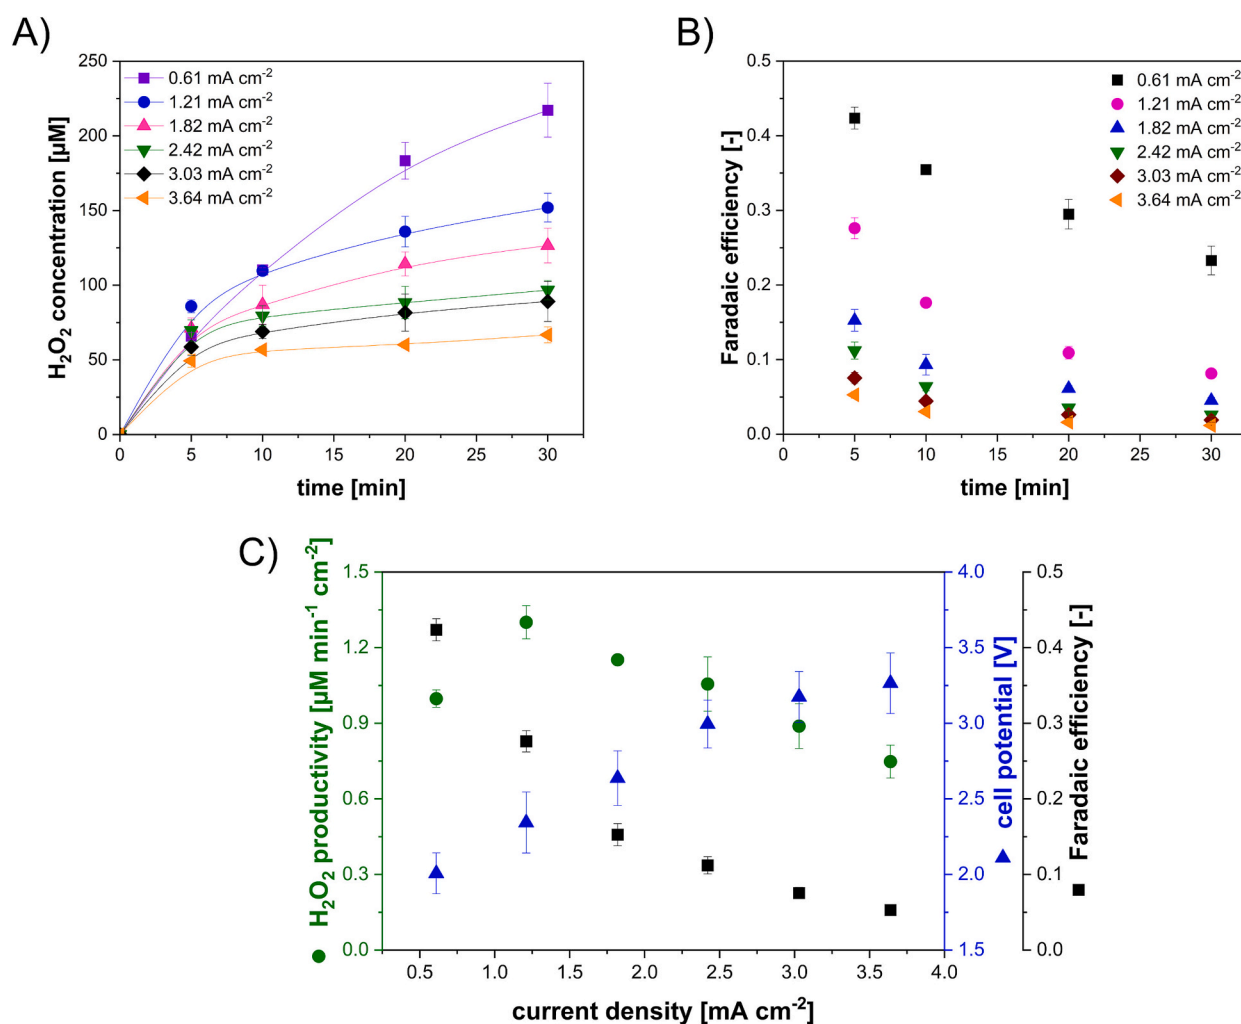 A)
H₂O₂ concentration [µM]
250
200
150
100
50
0
0.61 mA cm⁻²
1.21 mA cm⁻²
1.82 mA cm⁻²
2.42 mA cm⁻²
3.03 mA cm⁻²
3.64 mA cm⁻²
0 5 10 15 20 25 30
time [min]
B)
Faradaic efficiency [-]
0.5
0.4
0.3
0.2
0.1
0.0
0.61 mA cm⁻²
1.21 mA cm⁻²
1.82 mA cm⁻²
2.42 mA cm⁻²
3.03 mA cm⁻²
3.64 mA cm⁻²
0 5 10 15 20 25 30
time [min]
C)
H₂O₂ productivity [µM min⁻¹ cm⁻²]
1.5
1.2
0.9
0.6
0.3
0.0
0.5 1.0 1.5 2.0 2.5 3.0 3.5 4.0
current density [mA cm⁻²]
4.0
3.5
3.0
2.5
2.0
1.5
cell potential [V]
0.5
0.4
0.3
0.2
0.1
0.0
Faradaic efficiency [-]